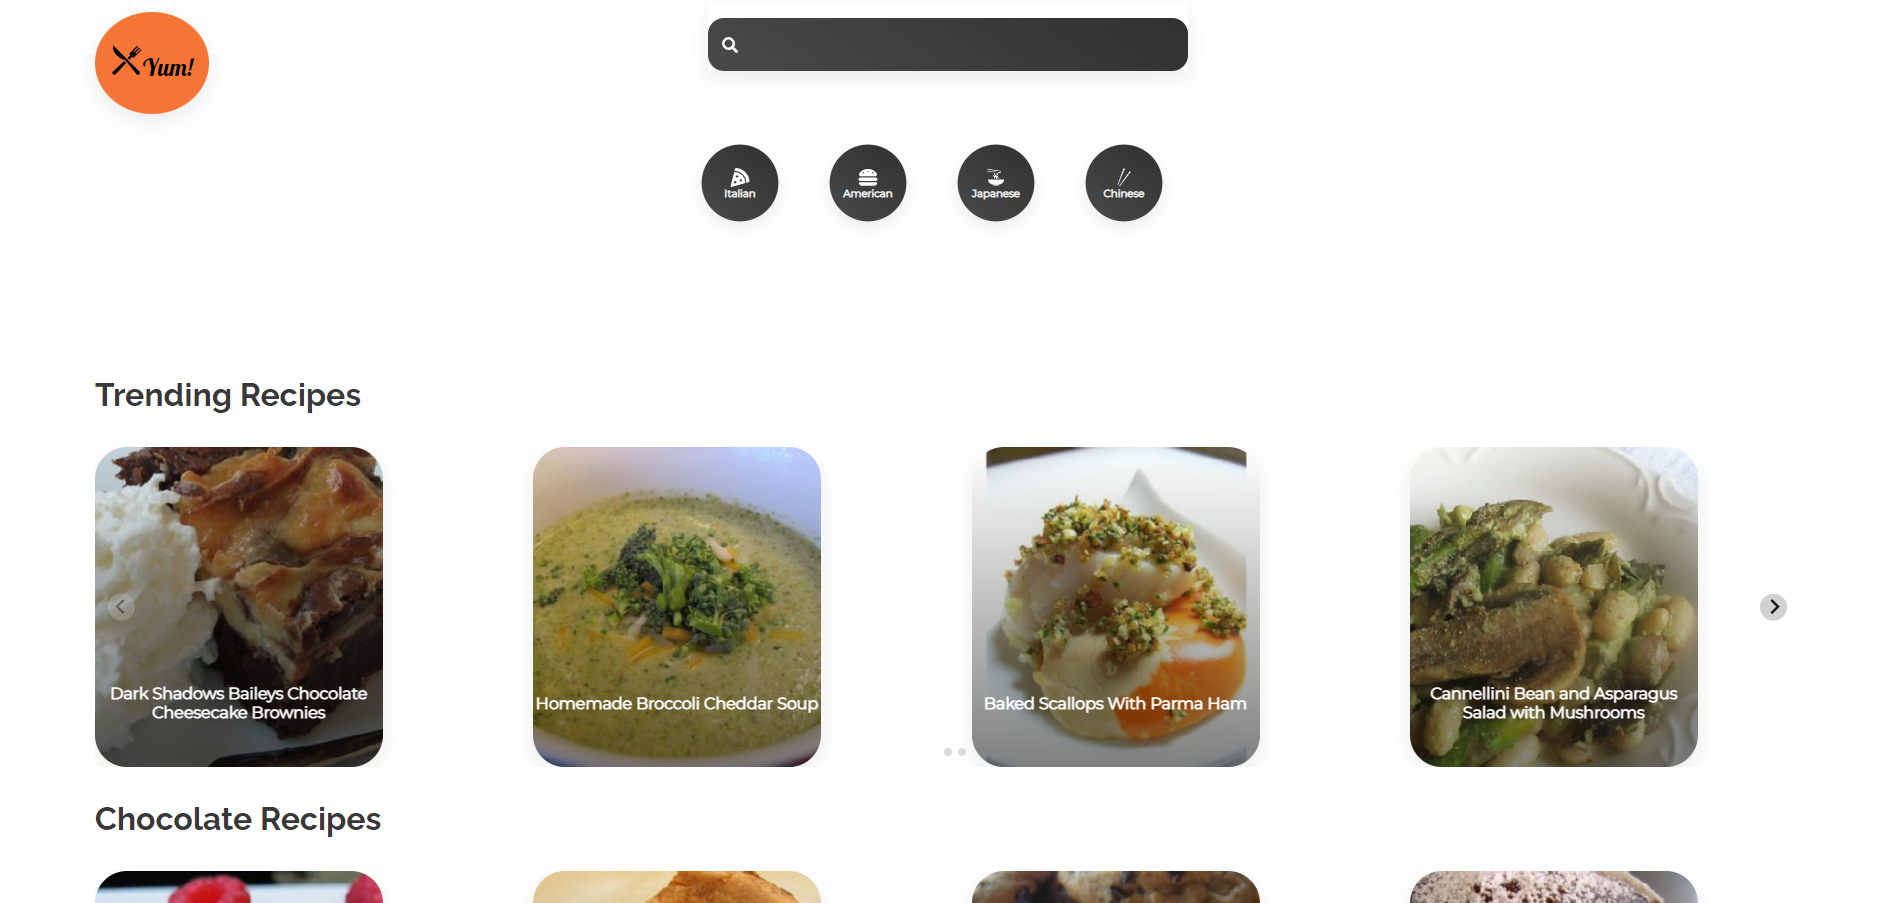 Yum!
Italian
American
Japanese
Chinese
Trending Recipes
Dark Shadows Baileys Chocolate
Cheesecake Brownies
Homemade Broccoli Cheddar Soup
Baked Scallops With Parma Ham
Cannellini Bean and Asparagus
Salad with Mushrooms
Chocolate Recipes